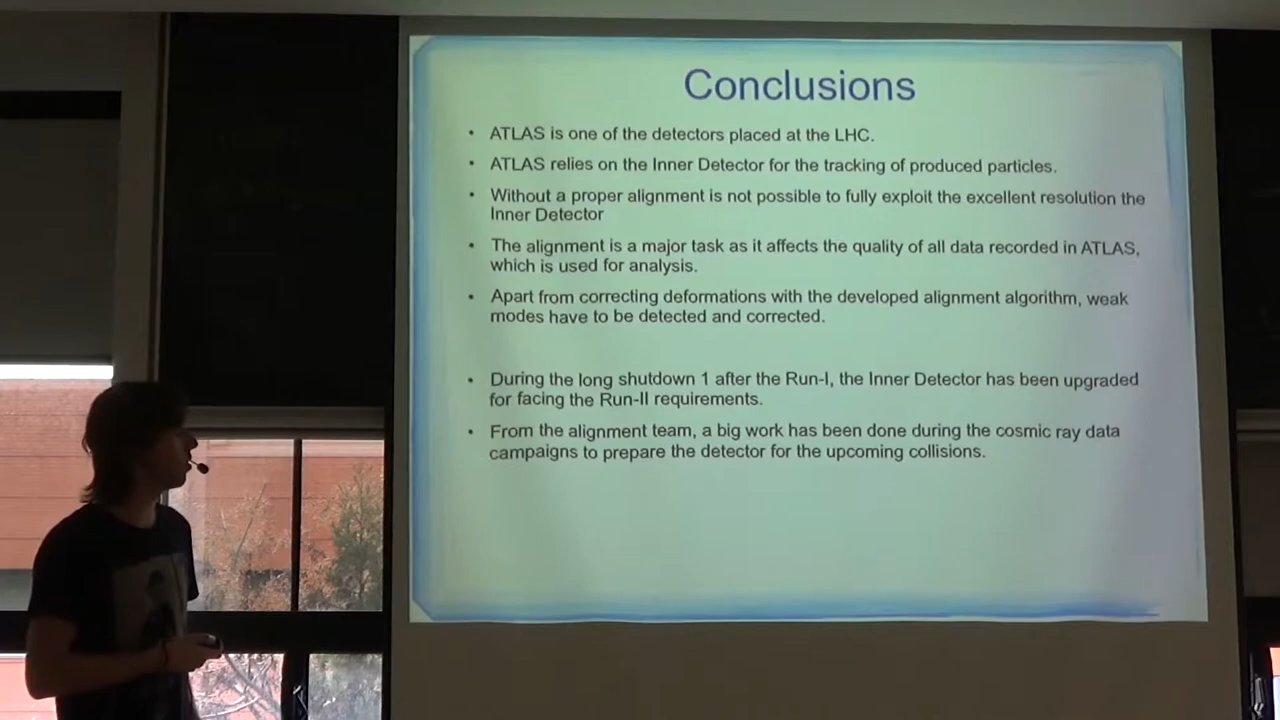 Conclusions
• ATLAS is one of the detectors placed at the LHC.
• ATLAS relies on the Inner Detector for the tracking of produced particles.
• Without a proper alignment is not possible to fully exploit the excellent resolution the
Inner Detector
• The alignment is a major task as it affects the quality of all data recorded in ATLAS,
which is used for analysis.
• Apart from correcting deformations with the developed alignment algorithm, weak
modes have to be detected and corrected.
• During the long shutdown 1 after the Run-I, the Inner Detector has been upgraded
for facing the Run-II requirements.
• From the alignment team, a big work has been done during the cosmic ray data
campaigns to prepare the detector for the upcoming collisions.